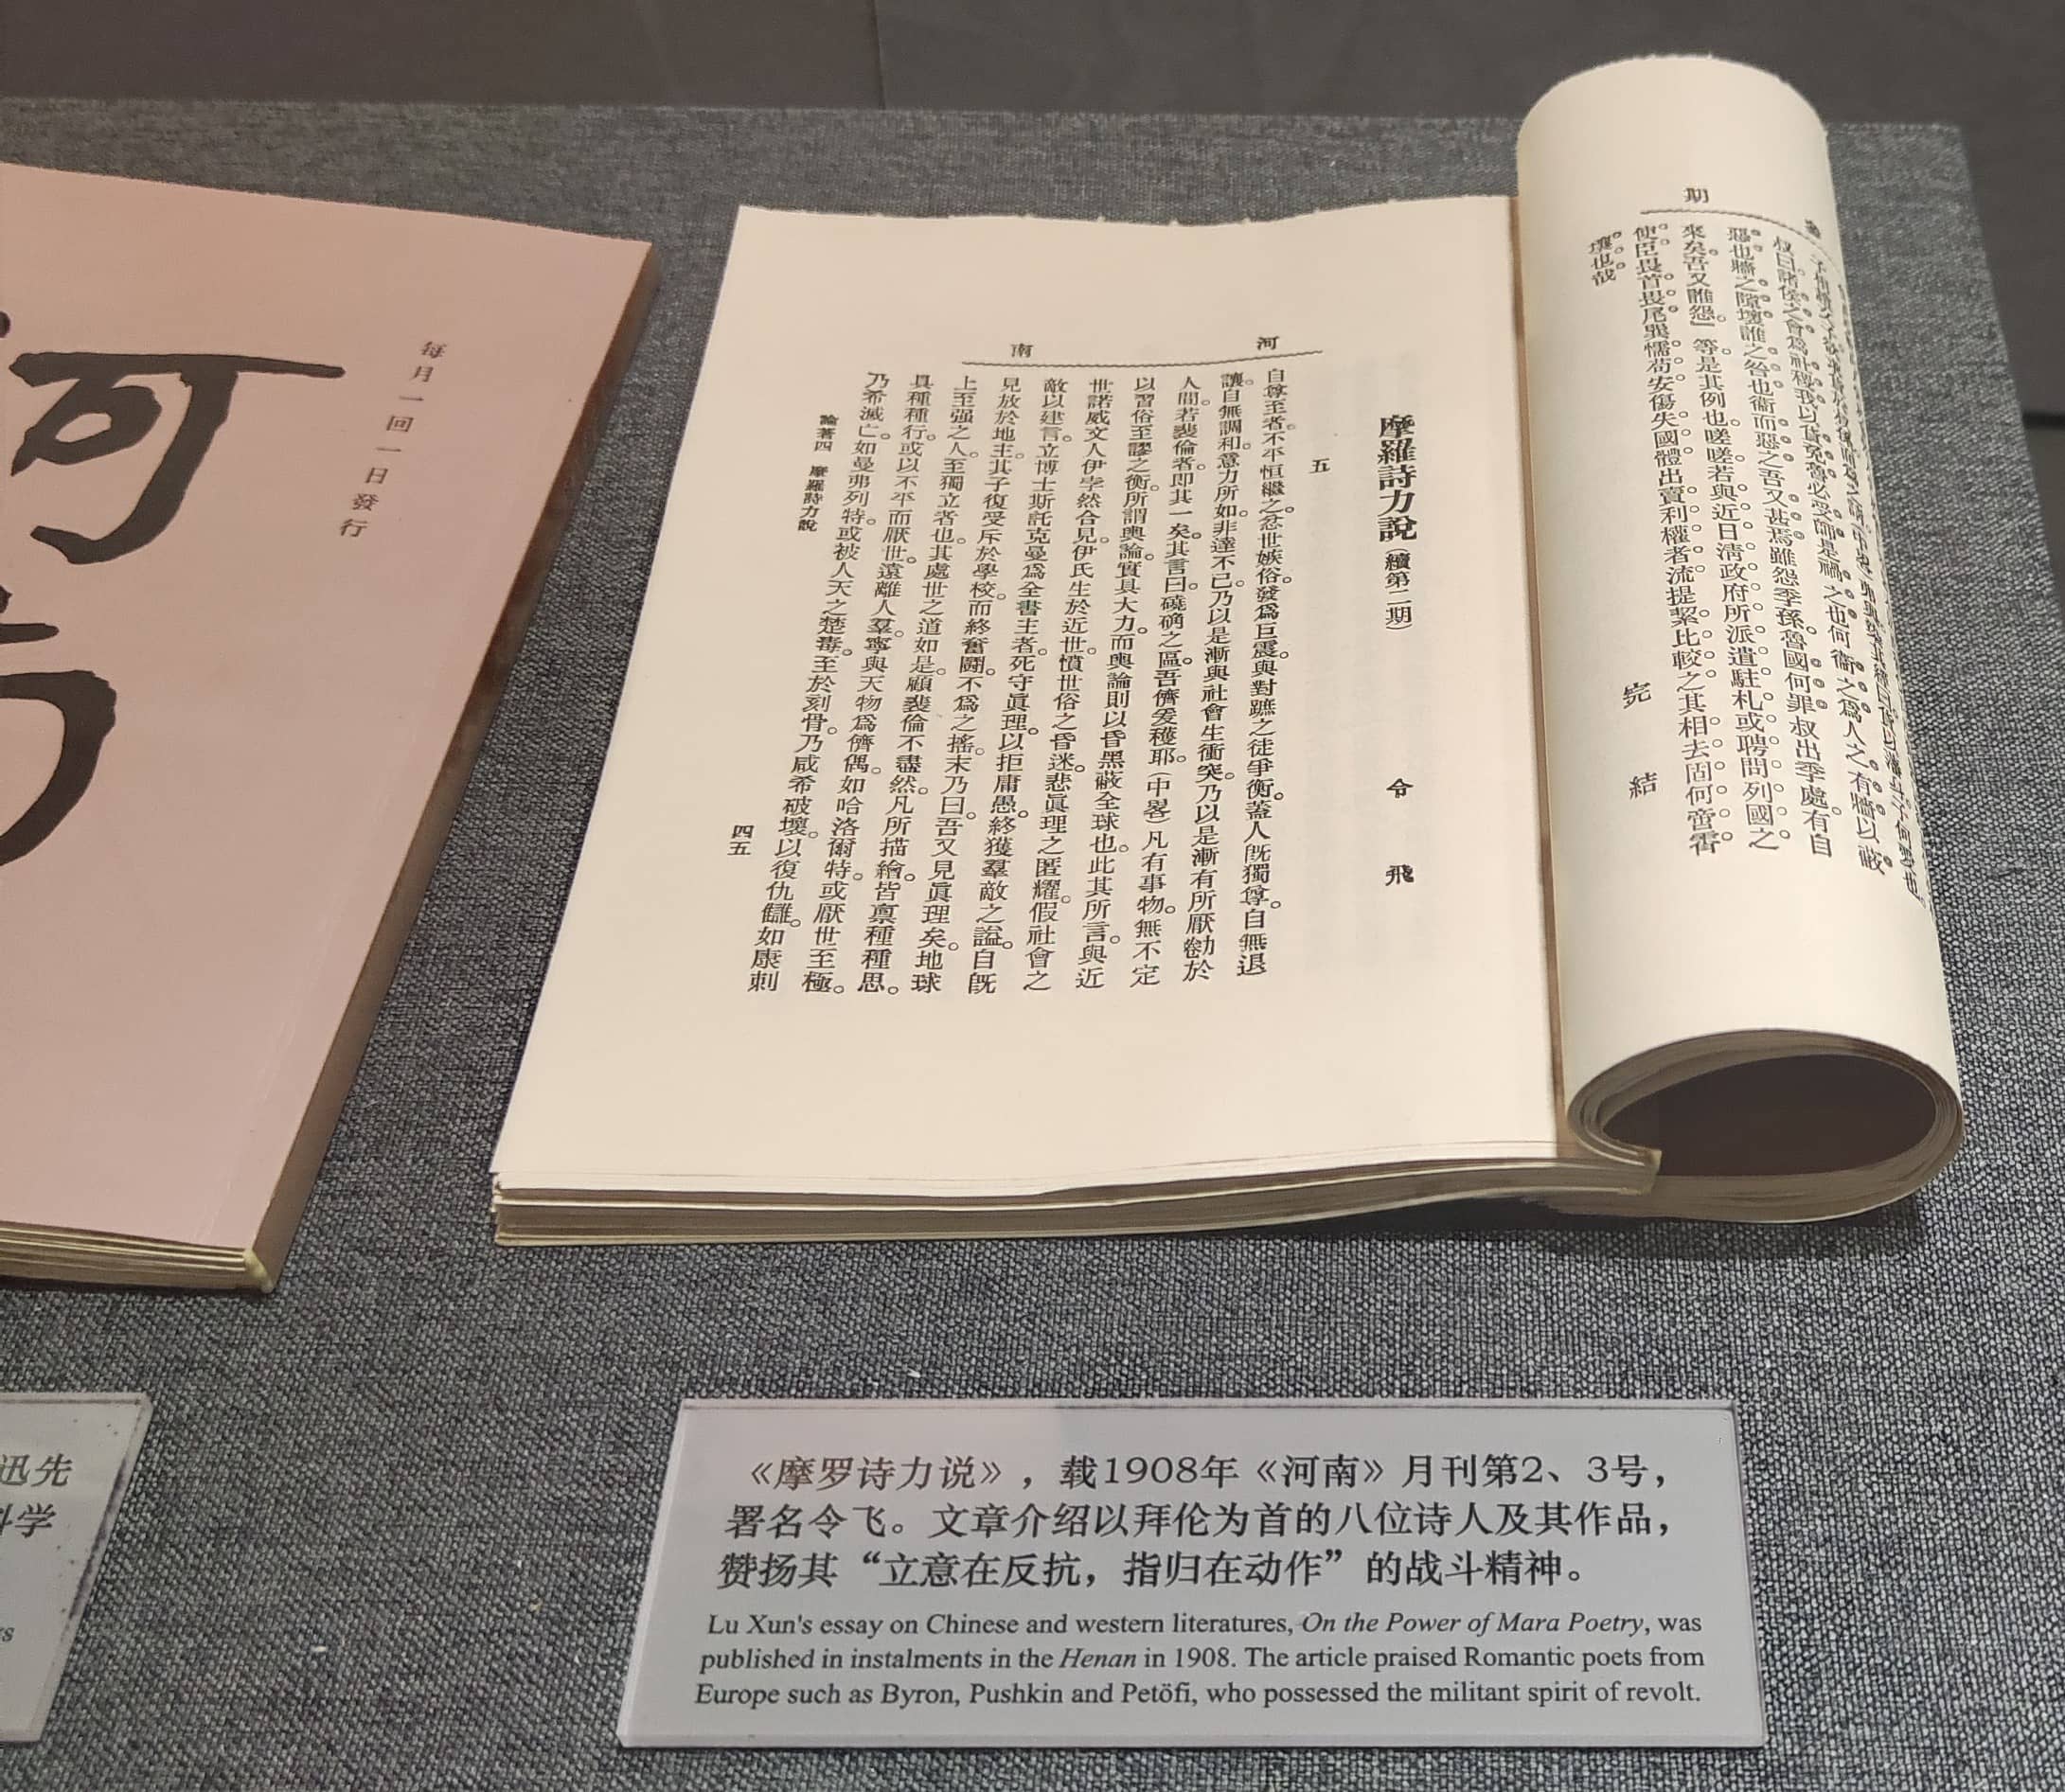 河
每月一回一日發行
期
叔曰諸侯之會爲社稷也我以貨免魯必受師是禍之也何衞之爲人之有牆以蔽
惡也牆之隙壞誰之咎也衞而惡之吾又甚焉雖怨季孫魯國何罪叔出季處有自
來矣吾又誰怨」等是其例也嗟嗟若與近日淸政府所派遣駐札或聘問列國之
使臣畏首畏尾巽懦苟安傷失國體出賣利權者流提絜比較之其相去固何啻霄
壤也哉
完結
河南
摩羅詩力說(續第二期) 令飛
五
自尊至者。不平恒繼之。忿世嫉俗。發爲巨震。與對蹠之徒爭衡。蓋人旣獨尊。自無退
讓。自無調和。意力所如。非達不已。乃以是漸與社會生衝突。乃以是漸有所厭勌於
人間。若裴倫者。卽其一矣。其言曰。磽确之區。吾儕奚穫耶。(中畧)凡有事物。無不定
以習俗至謬之衡。所謂輿論。實具大力。而輿論則以昏黑蔽全球也。此其所言。與近
世諾威文人伊孛然合見。伊氏生於近世。憤世俗之昏迷。悲眞理之匿耀。假社會之
敵以建言。立博士斯託克曼爲全書主者。死守眞理。以拒庸愚。終獲羣敵之謚。自旣
見放於地主。其子復受斥於學校。而終奮鬪。不爲之搖。末乃曰。吾又見眞理矣。地球
上至强之人。至獨立者也。其處世之道如是。顧裴倫不盡然。凡所描繪。皆禀種種思。
具種種行。或以不平而厭世。遠離人羣。寧與天物爲儕偶。如哈洛爾特。或厭世至極。
乃希滅亡。如曼弗列特。或被人天之楚毒。至於刻骨。乃咸希破壞。以復仇讎。如康刺
論著四 摩羅詩力說
四五
迅先
科学
《摩罗诗力说》，载1908年《河南》月刊第2、3号，
署名令飞。文章介绍以拜伦为首的八位诗人及其作品，
赞扬其“立意在反抗，指归在动作”的战斗精神。
Lu Xun's essay on Chinese and western literatures, On the Power of Mara Poetry, was
published in instalments in the Henan in 1908. The article praised Romantic poets from
Europe such as Byron, Pushkin and Petöfi, who possessed the militant spirit of revolt.